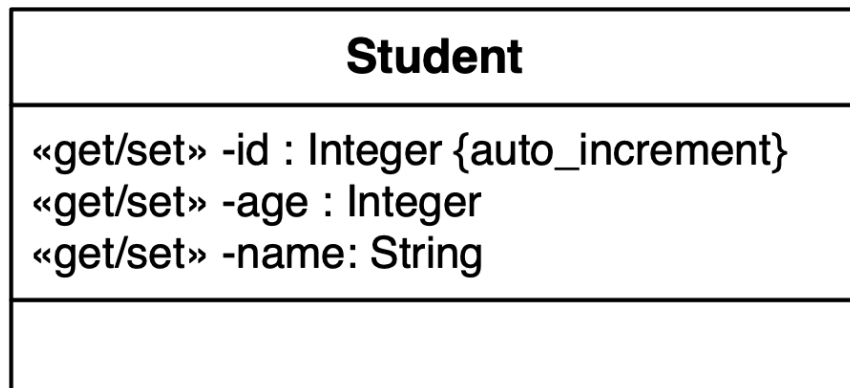 Student
«get/set» -id : Integer {auto_increment}
«get/set» -age : Integer
«get/set» -name: String